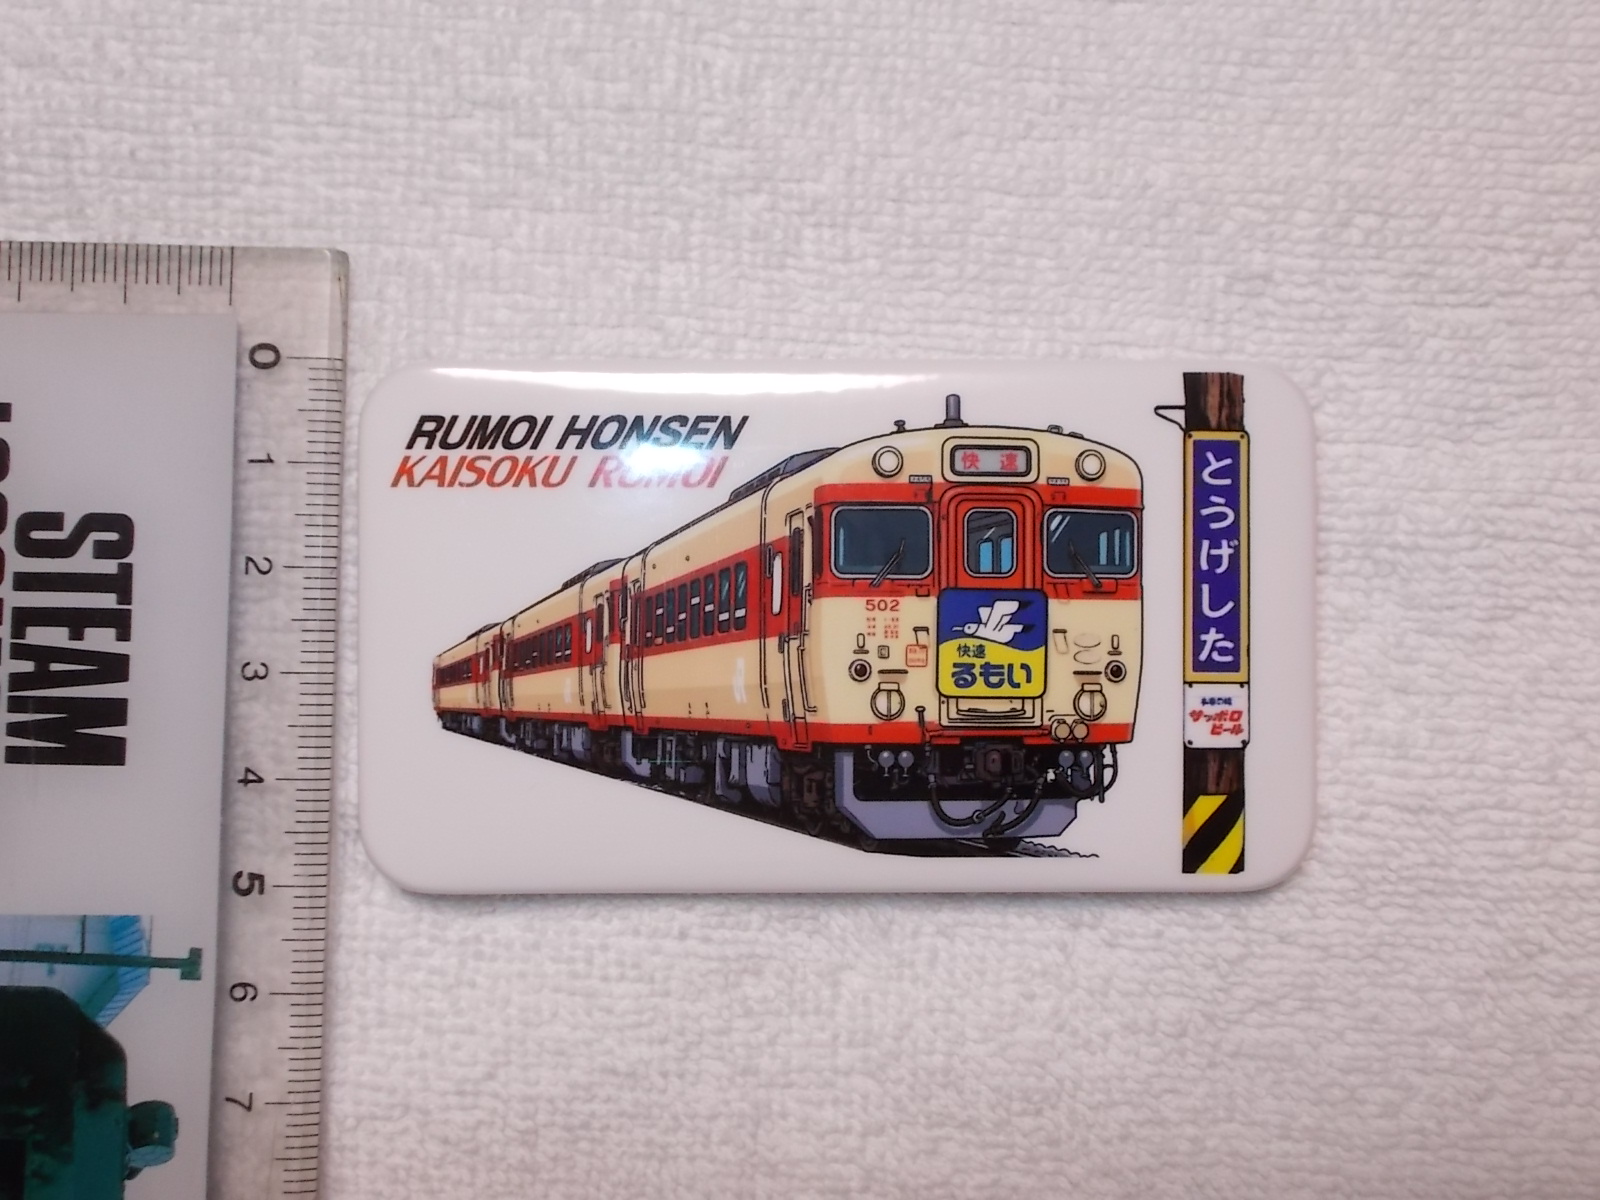 RUMOI HONSEN
KAISOKU RUMOI
快速
502
快速
るもい
とうげした
サッポロ
ビール
0
1
2
3
4
5
6
7
STEAM